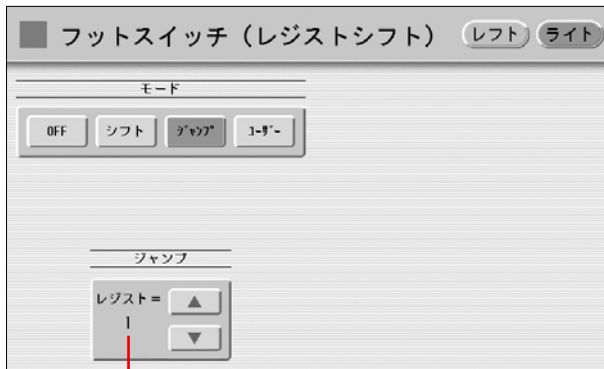 フットスイッチ（レジストシフト） レフト ライト
モード
OFF シフト ｼﾞｬﾝﾌﾟ ﾕｰｻﾞｰ
ジャンプ
レジスト＝
1